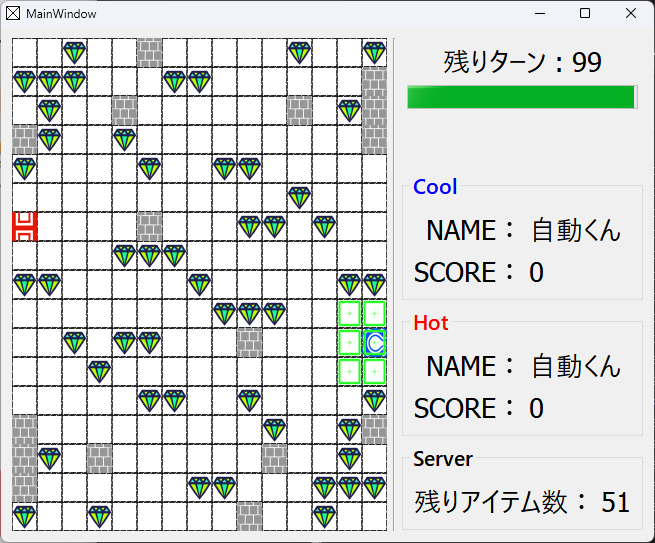 MainWindow
残りターン：99
Cool
NAME： 自動くん
SCORE： 0
H
Hot
C
NAME： 自動くん
SCORE： 0
Server
残りアイテム数： 51